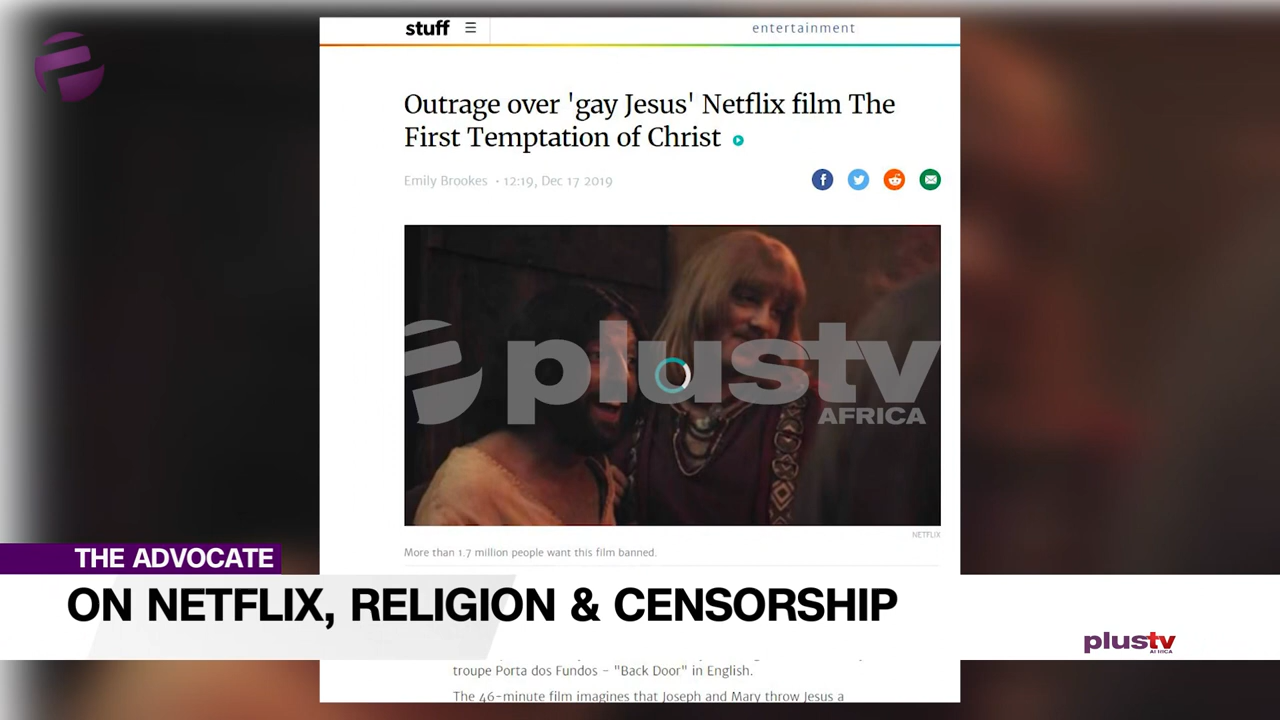 stuff
entertainment
Outrage over 'gay Jesus' Netflix film The
First Temptation of Christ
Emily Brookes • 12:19, Dec 17 2019
plustv
AFRICA
NETFLIX
More than 1.7 million people want this film banned.
THE ADVOCATE
ON NETFLIX, RELIGION & CENSORSHIP
plustv
AFRICA
troupe Porta dos Fundos - "Back Door" in English.
The 46-minute film imagines that Joseph and Mary throw Jesus a